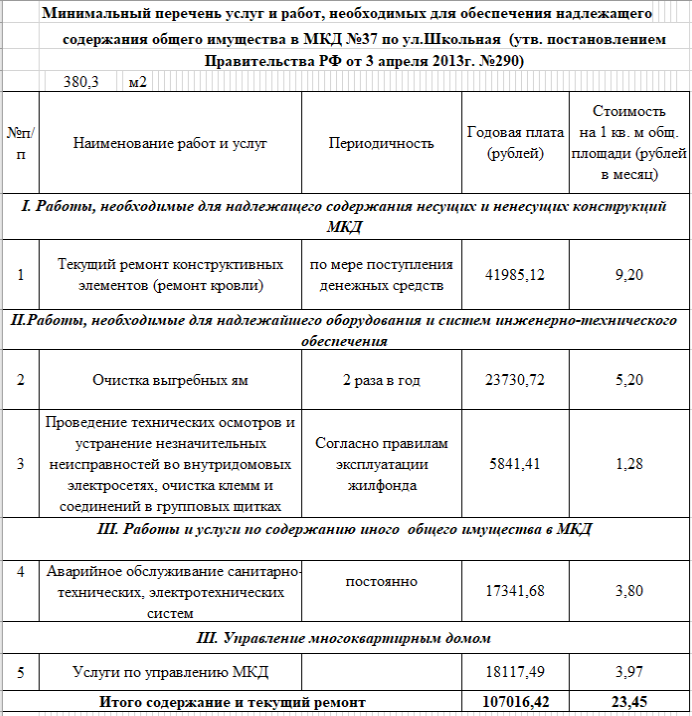 Минимальный перечень услуг и работ, необходимых для обеспечения надлежащего
содержания общего имущества в МКД №37 по ул.Школьная (утв. постановлением
Правительства РФ от 3 апреля 2013г. №290)
380,3 м2
№п/
п
Наименование работ и услуг
Периодичность
Годовая плата
(рублей)
Стоимость
на 1 кв. м общ.
площади (рублей
в месяц)
I. Работы, необходимые для надлежащего содержания несущих и ненесущих конструкций
МКД
1
Текущий ремонт конструктивных
элементов (ремонт кровли)
по мере поступления
денежных средств
41985,12
9,20
II.Работы, необходимые для надлежайшего оборудования и систем инженерно-технического
обеспечения
2
Очистка выгребных ям
2 раза в год
23730,72
5,20
3
Проведение технических осмотров и
устранение незначительных
неисправностей во внутридомовых
электросетях, очистка клемм и
соединений в групповых щитках
Согласно правилам
эксплуатации
жилфонда
5841,41
1,28
III. Работы и услуги по содержанию иного общего имущества в МКД
4
Аварийное обслуживание санитарно-
технических, электротехнических
систем
постоянно
17341,68
3,80
III. Управление многоквартирным домом
5
Услуги по управлению МКД
18117,49
3,97
Итого содержание и текущий ремонт
107016,42
23,45